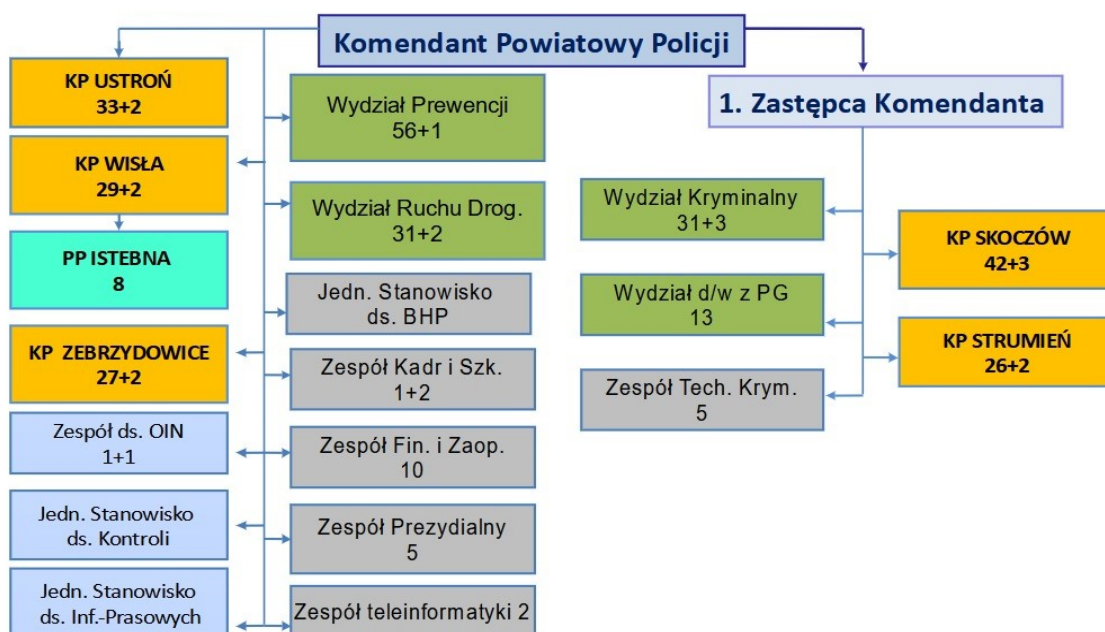 Komendant Powiatowy Policji
KP USTROŃ
33+2
KP WISŁA
29+2
PP ISTEBNA
8
KP ZEBRZYDOWICE
27+2
Zespół ds. OIN
1+1
Jedn. Stanowisko
ds. Kontroli
Jedn. Stanowisko
ds. Inf.-Prasowych
Wydział Prewencji
56+1
Wydział Ruchu Drog.
31+2
Jedn. Stanowisko
ds. BHP
Zespół Kadr i Szk.
1+2
Zespół Fin. i Zaop.
10
Zespół Prezydialny
5
Zespół teleinformatyki 2
1. Zastępca Komendanta
Wydział Kryminalny
31+3
Wydział d/w z PG
13
Zespół Tech. Krym.
5
KP SKOCZÓW
42+3
KP STRUMIEŃ
26+2